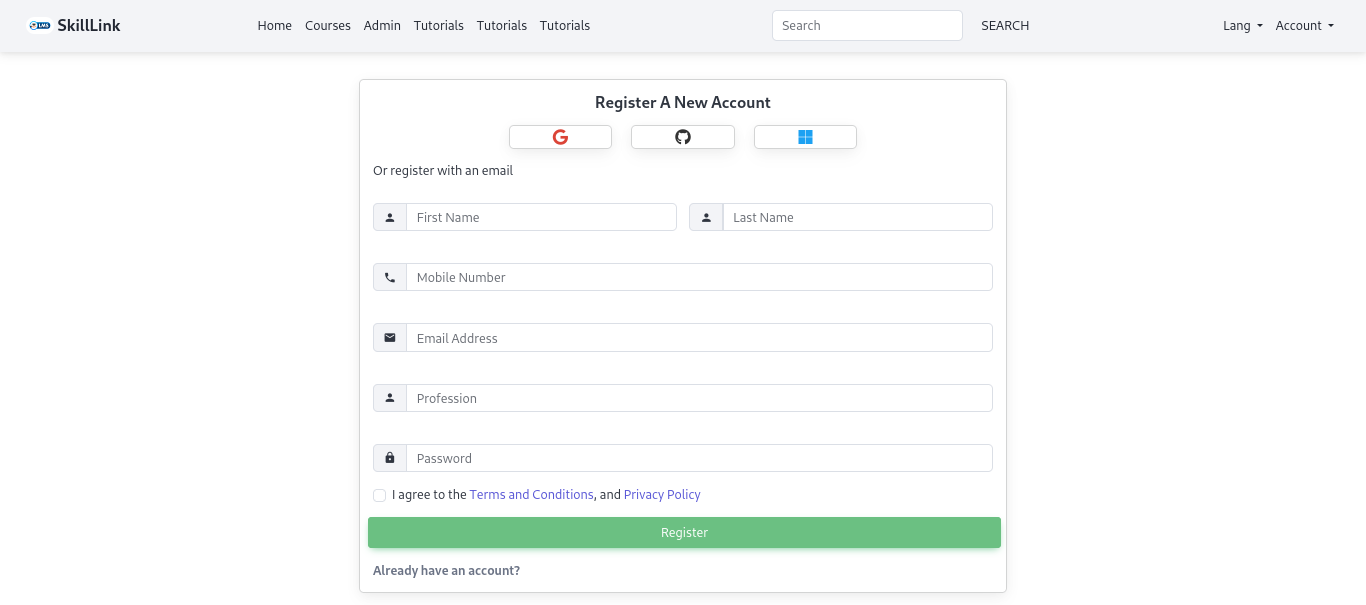 LMS SkillLink Home Courses Admin Tutorials Tutorials Tutorials Search SEARCH Lang Account
Register A New Account
Or register with an email
First Name Last Name
Mobile Number
Email Address
Profession
Password
I agree to the Terms and Conditions, and Privacy Policy
Register
Already have an account?